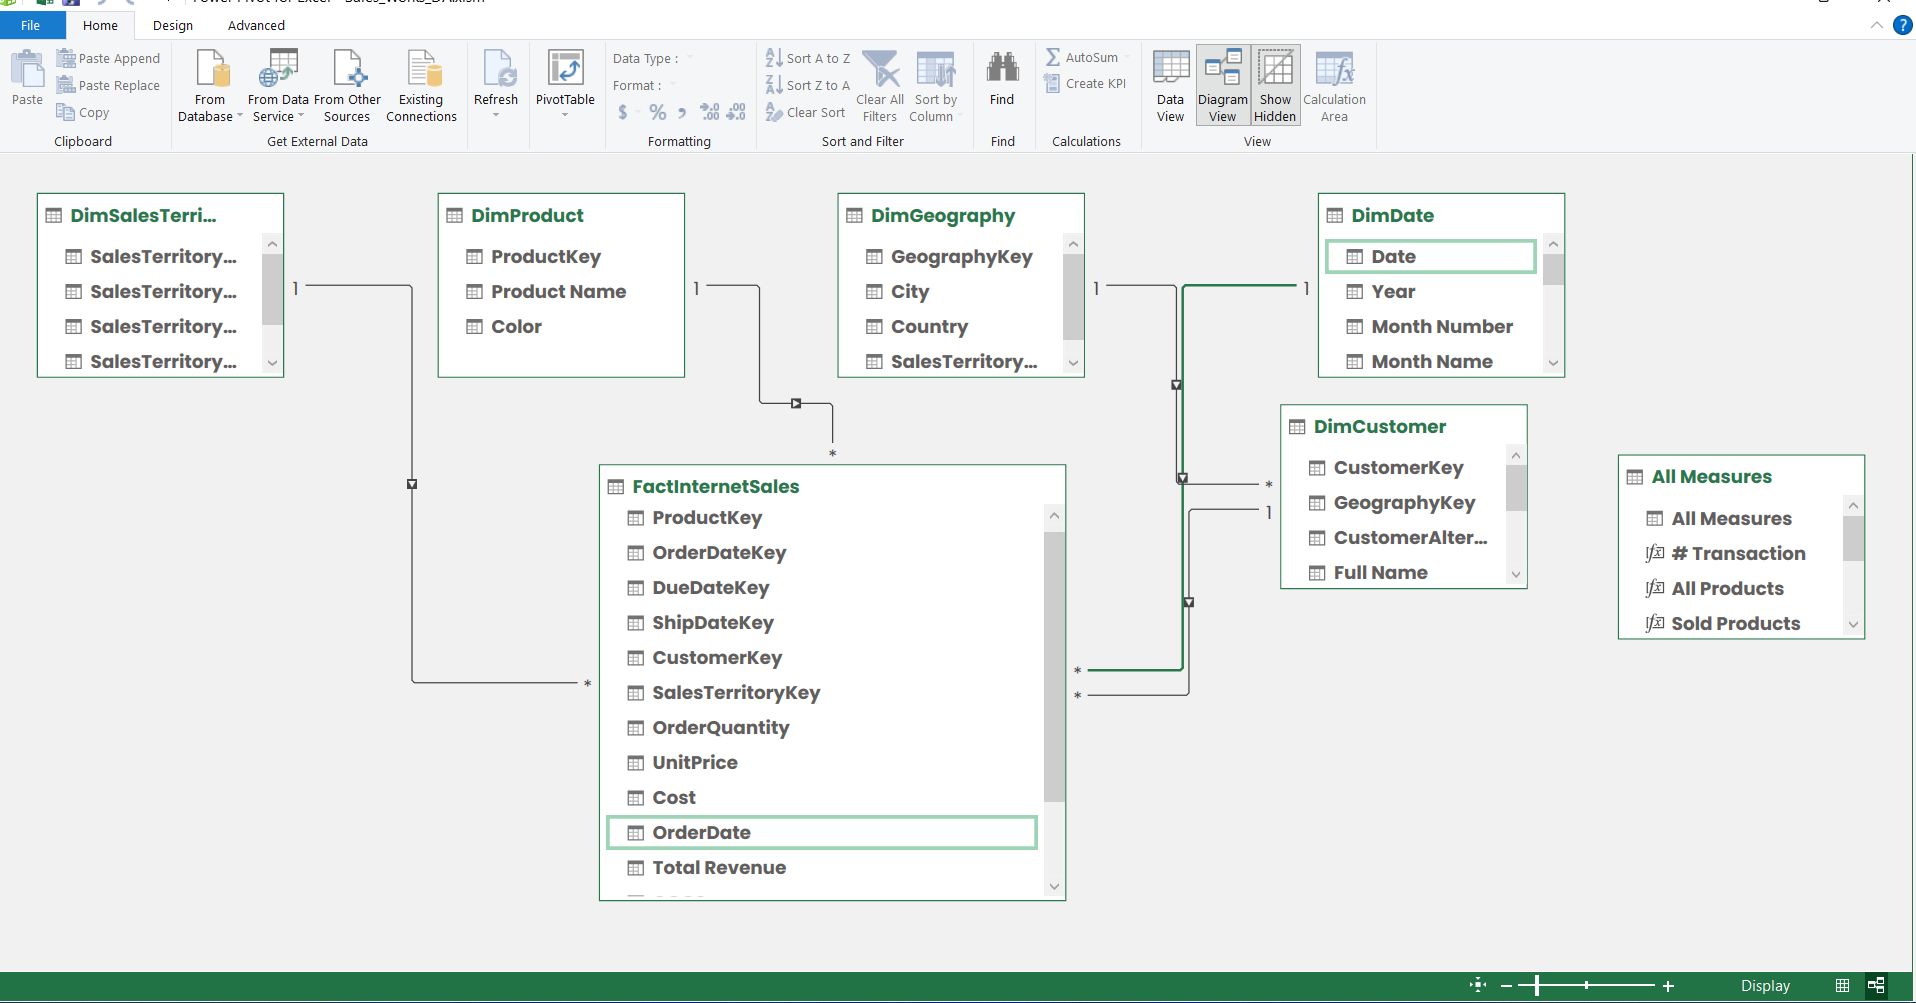 File Home Design Advanced
Paste
Paste Append
Paste Replace
Copy
Clipboard
From Database
From Data Service
From Other Sources
Existing Connections
Get External Data
Refresh
PivotTable
Data Type :
Format :
$ % ,
Formatting
Sort A to Z
Sort Z to A
Clear Sort
Clear All Filters
Sort by Column
Sort and Filter
Find
Find
AutoSum
Create KPI
Calculations
Data View
Diagram View
Show Hidden
Calculation Area
View
DimSalesTerri...
SalesTerritory...
SalesTerritory...
SalesTerritory...
SalesTerritory...
1
*
DimProduct
ProductKey
Product Name
Color
1
*
DimGeography
GeographyKey
City
Country
SalesTerritory...
1
*
DimDate
Date
Year
Month Number
Month Name
1
*
DimCustomer
CustomerKey
GeographyKey
CustomerAlter...
Full Name
1
*
FactInternetSales
ProductKey
OrderDateKey
DueDateKey
ShipDateKey
CustomerKey
SalesTerritoryKey
OrderQuantity
UnitPrice
Cost
OrderDate
Total Revenue
All Measures
All Measures
# Transaction
All Products
Sold Products
Display